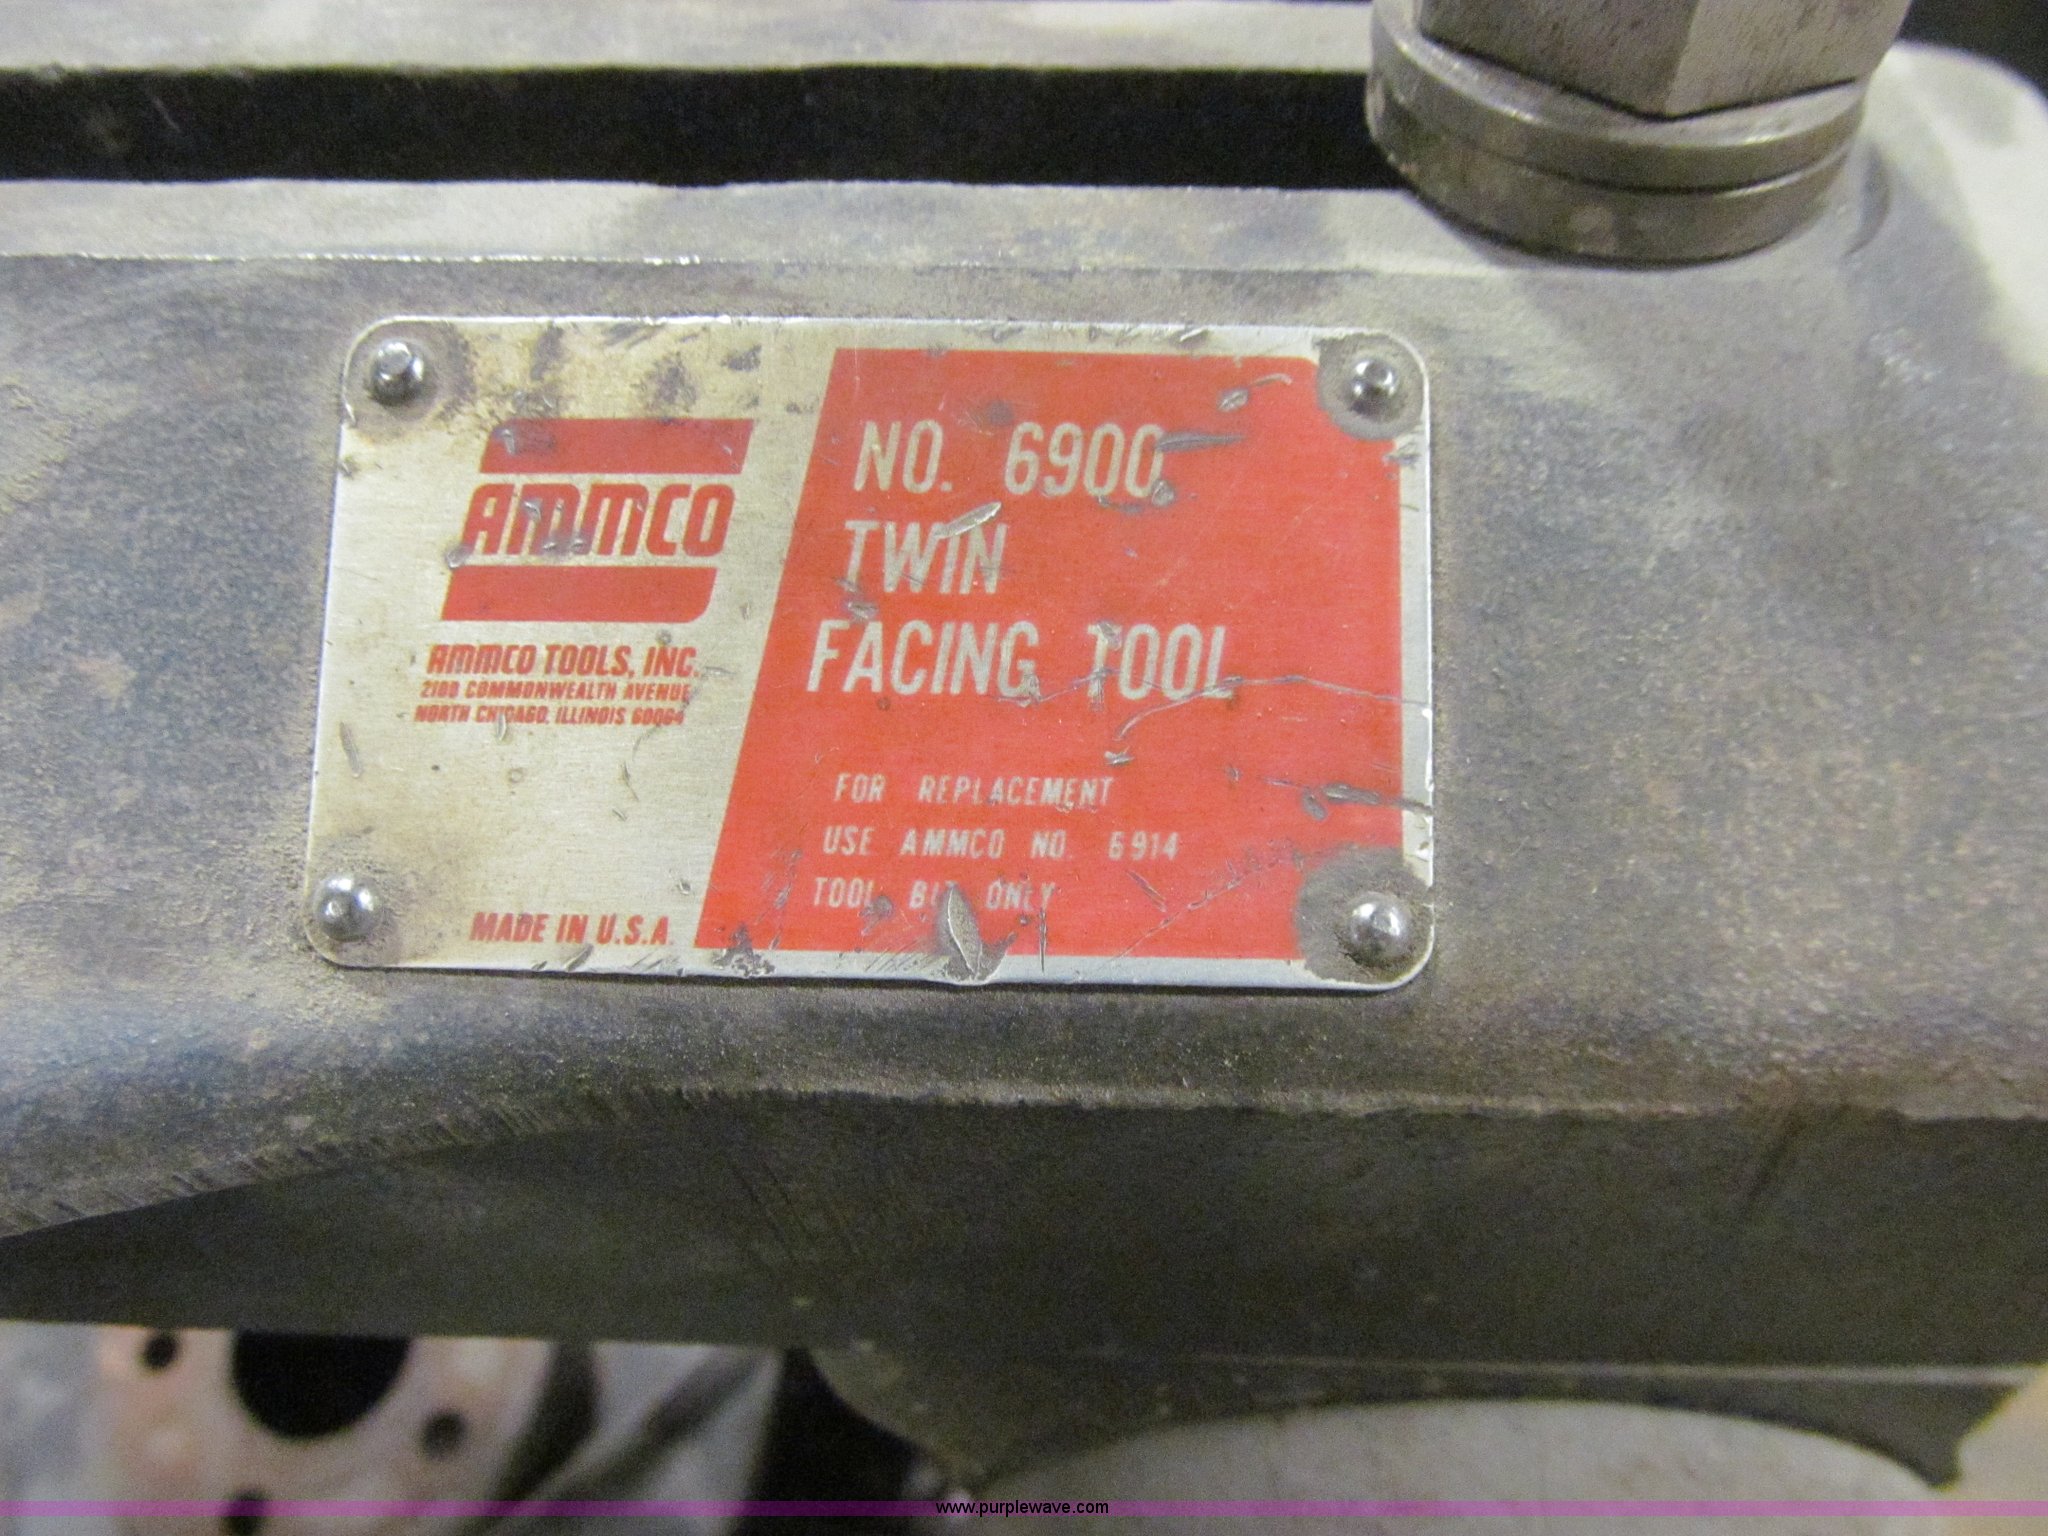 AMMCO
AMMCO TOOLS, INC.
2100 COMMONWEALTH AVENUE
NORTH CHICAGO, ILLINOIS 60064
MADE IN U.S.A.
NO. 6900
TWIN
FACING TOOL
FOR REPLACEMENT
USE AMMCO NO. 6914
TOOL BIT ONLY
www.purplewave.com